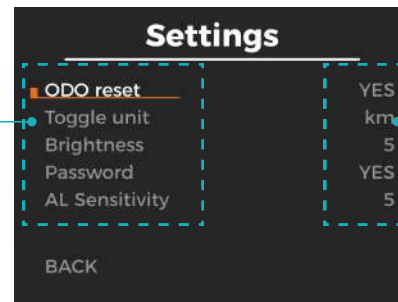 Settings
ODO reset YES
Toggle unit km
Brightness 5
Password YES
AL Sensitivity 5
BACK